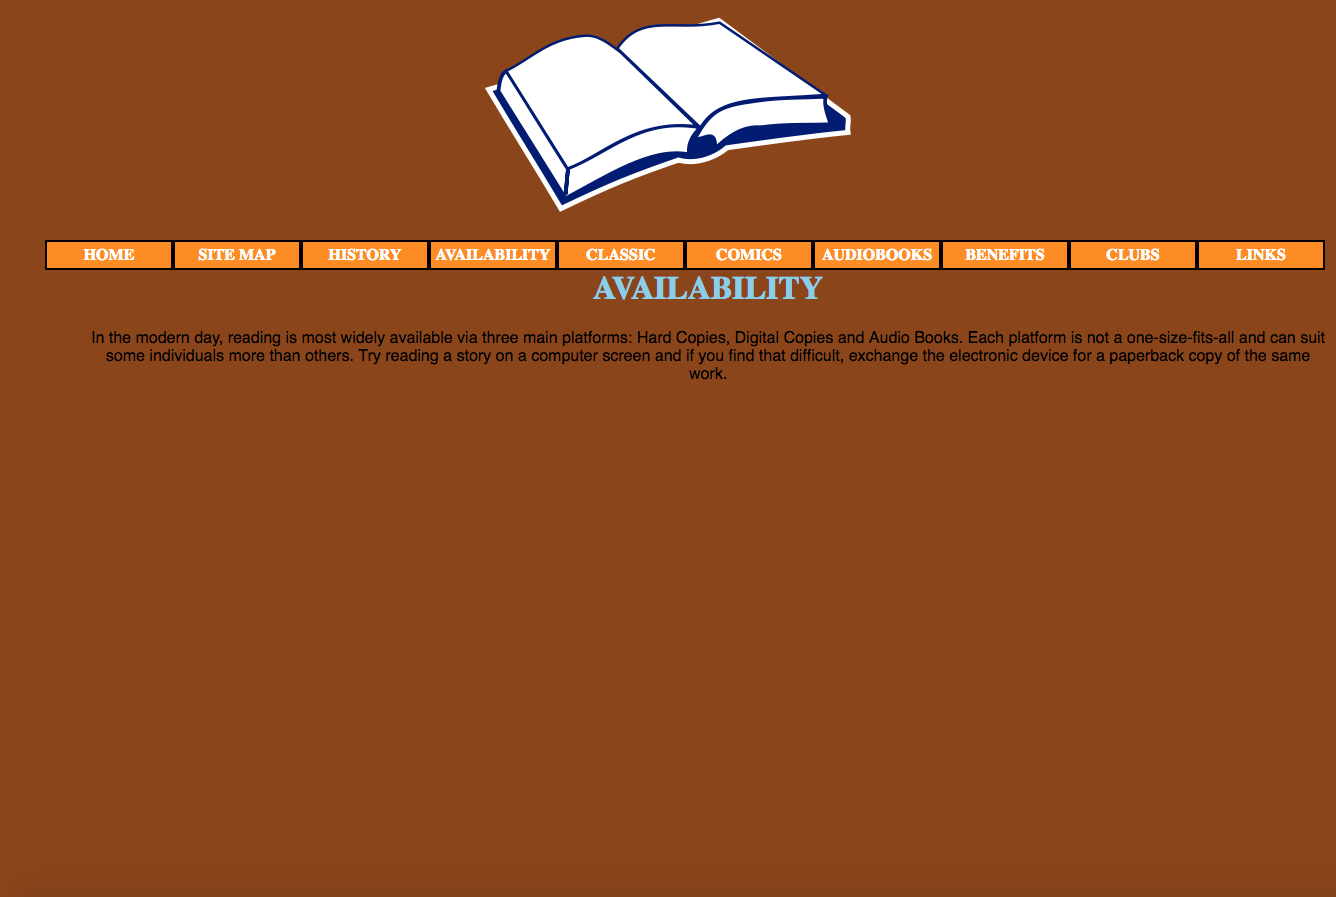 HOME SITE MAP HISTORY AVAILABILITY CLASSIC COMICS AUDIOBOOKS BENEFITS CLUBS LINKS
AVAILABILITY
In the modern day, reading is most widely available via three main platforms: Hard Copies, Digital Copies and Audio Books. Each platform is not a one-size-fits-all and can suit
some individuals more than others. Try reading a story on a computer screen and if you find that difficult, exchange the electronic device for a paperback copy of the same
work.